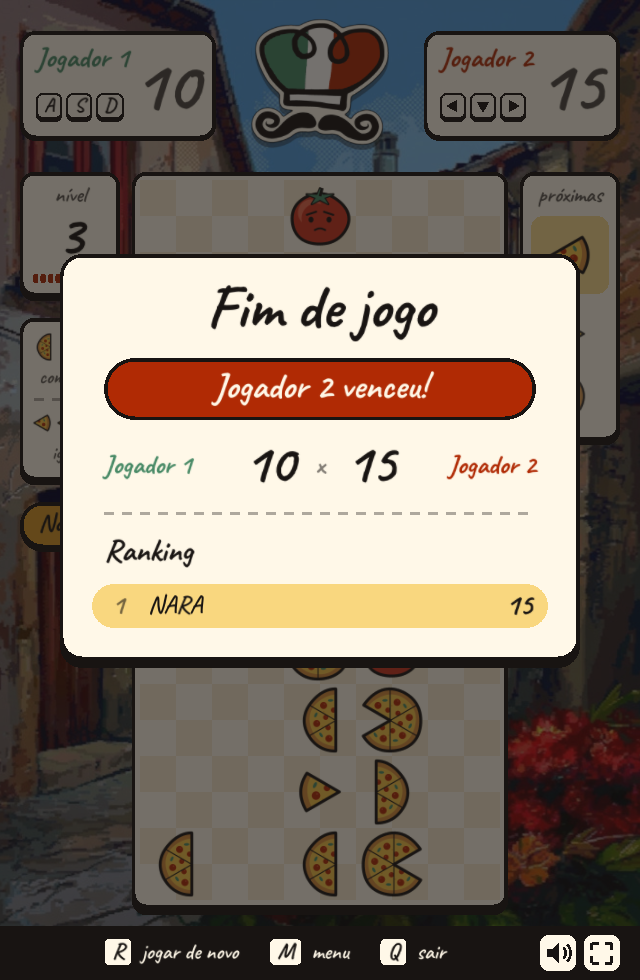 Jogador 1
A S D
10
Jogador 2
15
nível
3
próximas
Fim de jogo
Jogador 2 venceu!
Jogador 1 10 x 15 Jogador 2
Ranking
1 NARA 15
R jogar de novo M menu Q sair